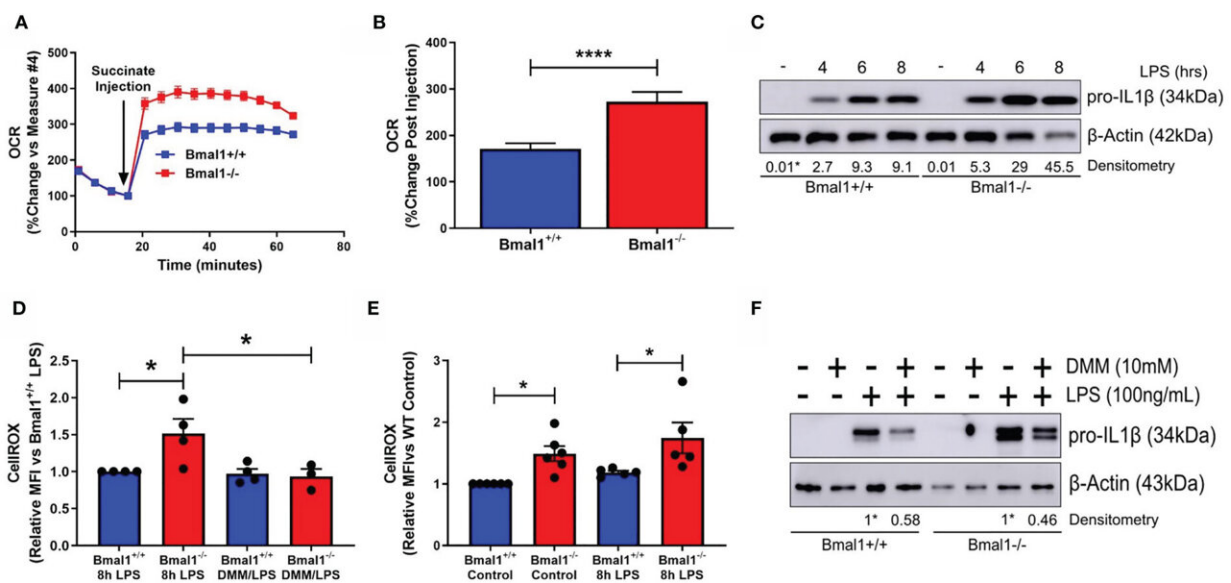 A
OCR
(%Change vs Measure #4)
500
400
300
200
100
0
Succinate
Injection
Bmal1+/+
Bmal1-/-
0 20 40 60 80
Time (minutes)
B
OCR
(%Change Post Injection)
400
300
200
100
0
****
Bmal1+/+ Bmal1-/-
C
- 4 6 8 - 4 6 8 LPS (hrs)
pro-IL1β (34kDa)
β-Actin (42kDa)
0.01* 2.7 9.3 9.1 0.01 5.3 29 45.5 Densitometry
Bmal1+/+ Bmal1-/-
D
CellROX
(Relative MFI vs Bmal1+/+ LPS)
2.5
2.0
1.5
1.0
0.5
0.0
* *
Bmal1+/+ Bmal1-/- Bmal1+/+ Bmal1-/-
8h LPS 8h LPS DMM/LPS DMM/LPS
E
CellROX
(Relative MFIvs WT Control)
3
2
1
0
* *
Bmal1+/+ Bmal1-/- Bmal1+/+ Bmal1-/-
Control Control 8h LPS 8h LPS
F
- + - + - + - + DMM (10mM)
- - + + - - + + LPS (100ng/mL)
pro-IL1β (34kDa)
β-Actin (43kDa)
1* 0.58 1* 0.46 Densitometry
Bmal1+/+ Bmal1-/-